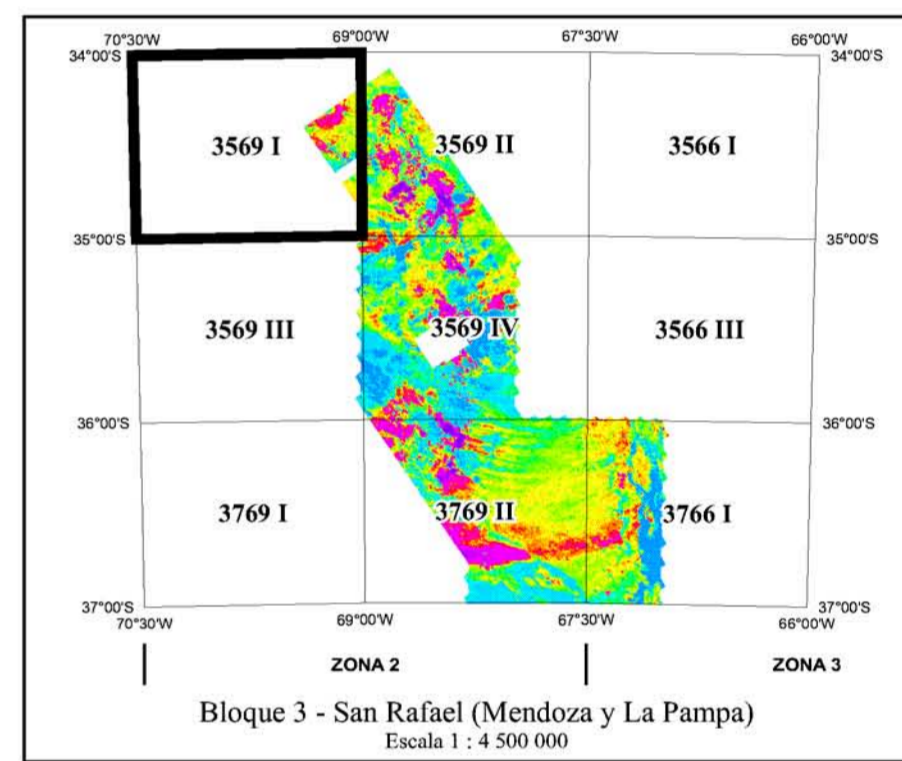 70°30'W 69°00'W 67°30'W 66°00'W
34°00'S 34°00'S
3569 I 3569 II 3566 I
35°00'S 35°00'S
3569 III 3569 IV 3566 III
36°00'S 36°00'S
3769 I 3769 II 3766 I
37°00'S 37°00'S
70°30'W 69°00'W 67°30'W 66°00'W
ZONA 2 ZONA 3
Bloque 3 - San Rafael (Mendoza y La Pampa)
Escala 1 : 4 500 000